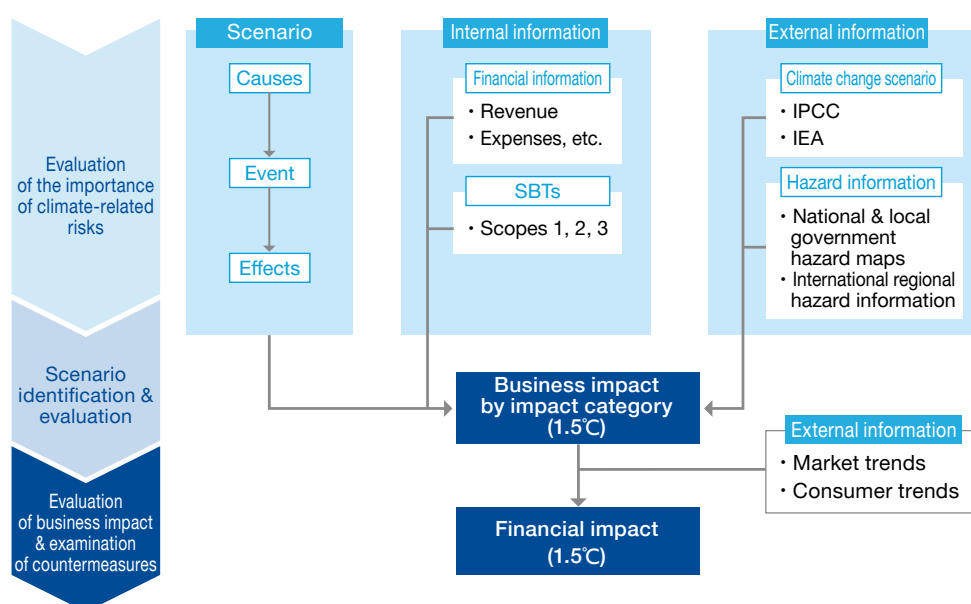 Evaluation
of the importance
of climate-related
risks
Scenario
identification &
evaluation
Evaluation
of business impact
& examination
of countermeasures
Scenario
Causes
Event
Effects
Internal information
Financial information
・Revenue
・Expenses, etc.
SBTs
・Scopes 1, 2, 3
External information
Climate change scenario
・IPCC
・IEA
Hazard information
・National & local
government
hazard maps
・International regional
hazard information
Business impact
by impact category
(1.5℃)
External information
・Market trends
・Consumer trends
Financial impact
(1.5℃)